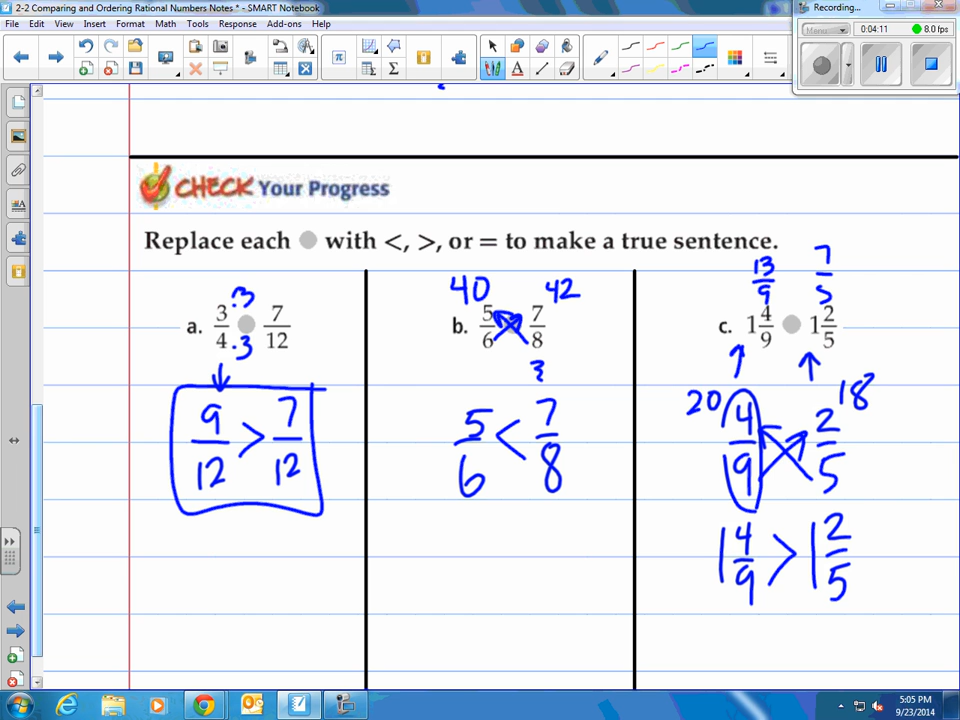 2-2 Comparing and Ordering Rational Numbers Notes * - SMART Notebook
Recording...
File Edit View Insert Format Math Tools Response Add-ons Help
Menu
0:04:11
8.0 fps
CHECK Your Progress
Replace each with <, >, or = to make a true sentence.
a. 3/4 7/12
.3
.3
9/12 > 7/12
40 42
b. 5/6 7/8
5/6 < 7/8
13/9 7/5
c. 1 4/9 1 2/5
20 4/9 2/5 18
1 4/9 > 1 2/5
5:05 PM
9/23/2014